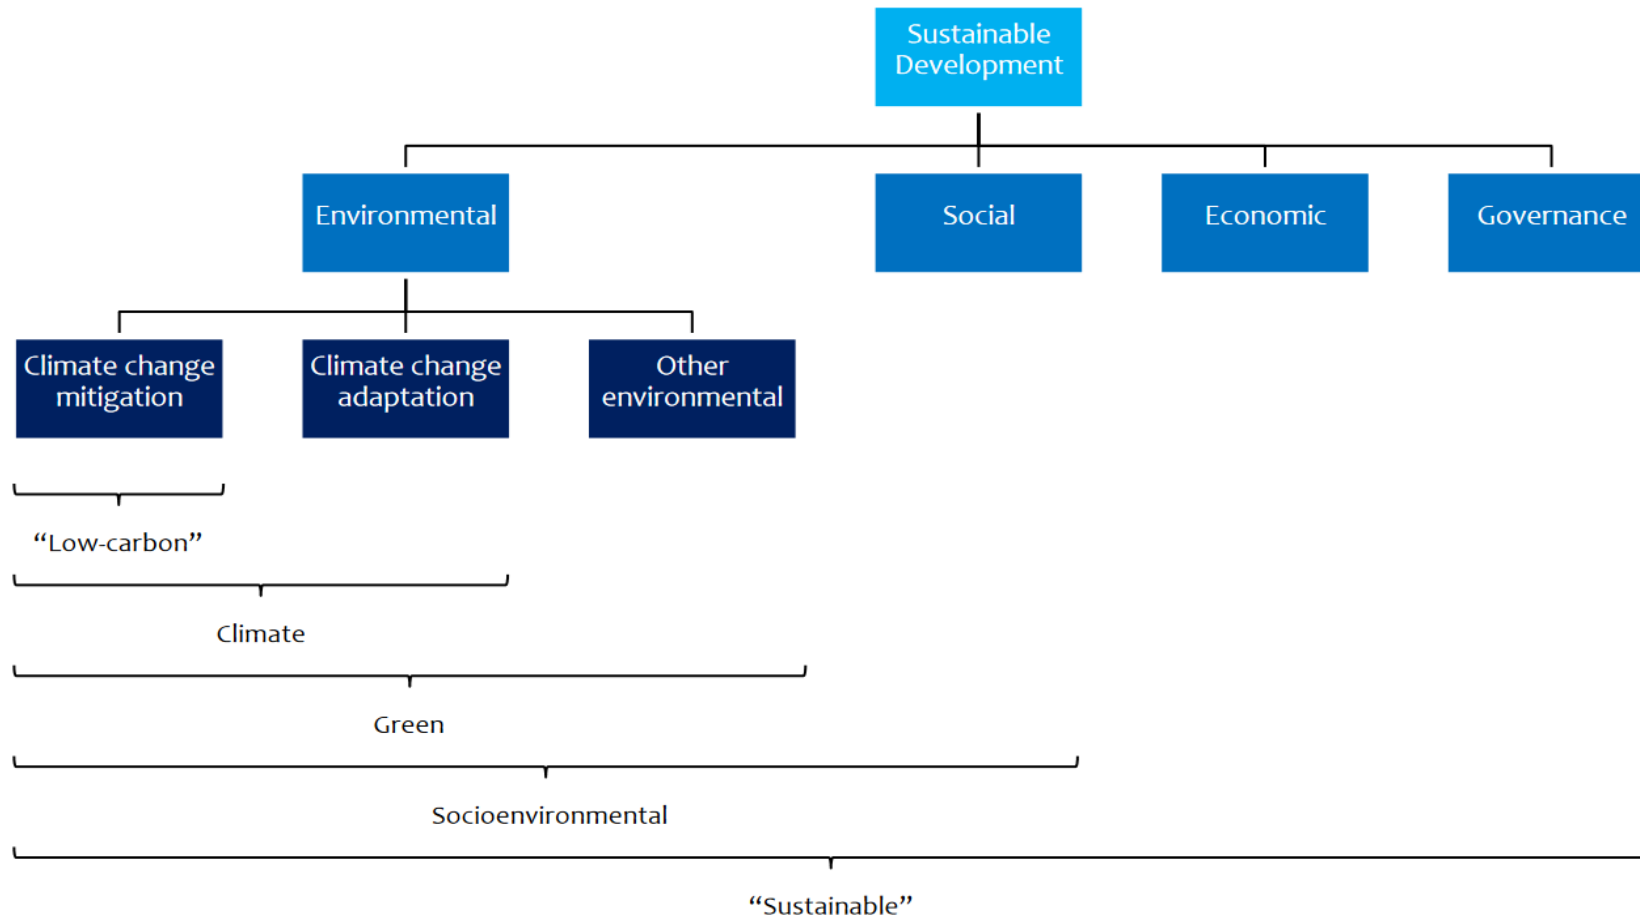 Sustainable
Development
Environmental
Social
Economic
Governance
Climate change
mitigation
Climate change
adaptation
Other
environmental
“Low-carbon”
Climate
Green
Socioenvironmental
“Sustainable”